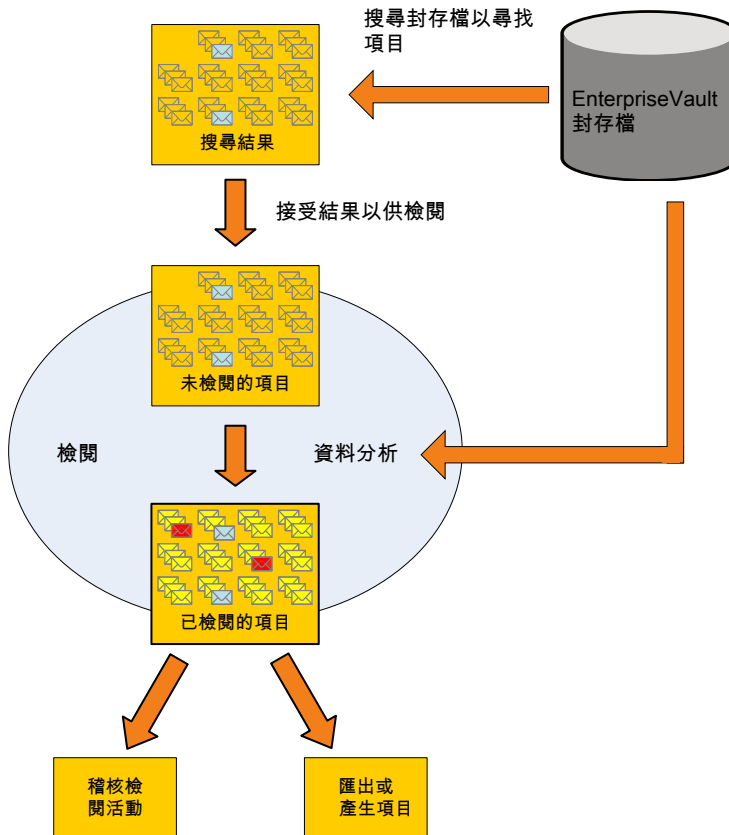 搜尋封存檔以尋找
項目
EnterpriseVault
封存檔
搜尋結果
接受結果以供檢閱
未檢閱的項目
檢閱
資料分析
已檢閱的項目
稽核檢
閱活動
匯出或
產生項目